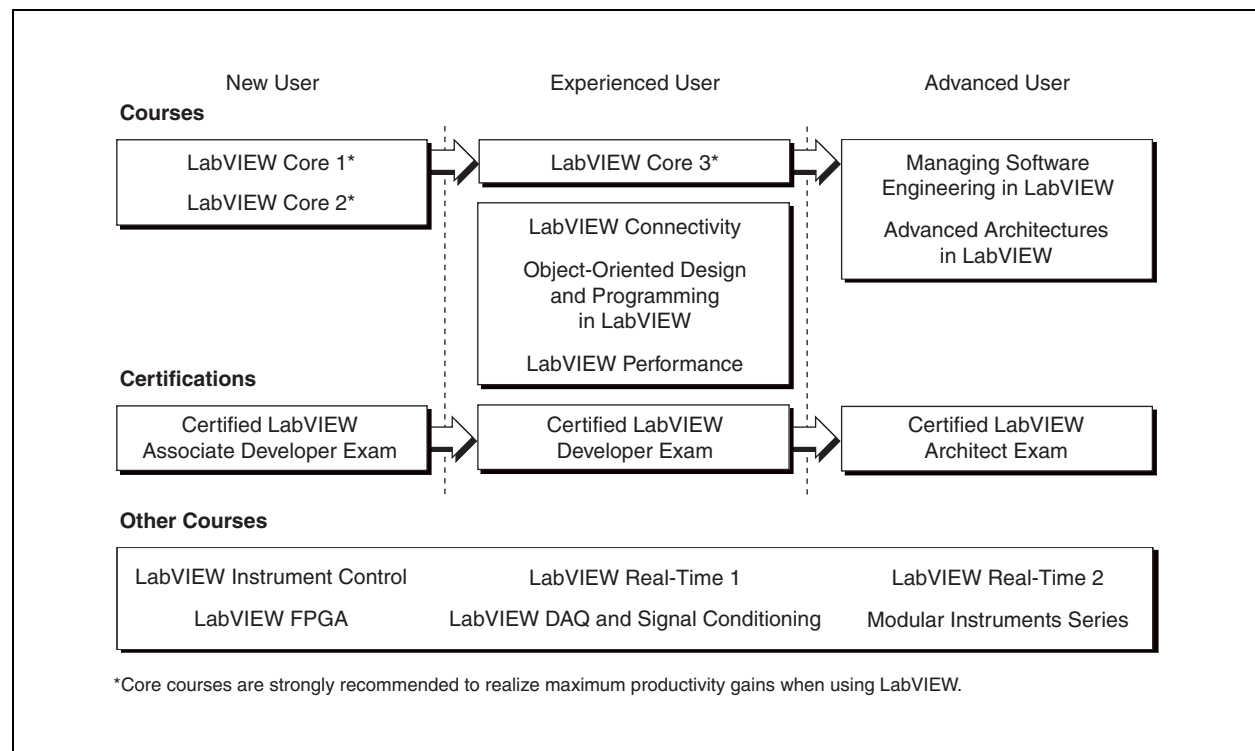 New User
Experienced User
Advanced User
Courses
LabVIEW Core 1*
LabVIEW Core 2*
LabVIEW Core 3*
LabVIEW Connectivity
Object-Oriented Design
and Programming
in LabVIEW
LabVIEW Performance
Managing Software
Engineering in LabVIEW
Advanced Architectures
in LabVIEW
Certifications
Certified LabVIEW
Associate Developer Exam
Certified LabVIEW
Developer Exam
Certified LabVIEW
Architect Exam
Other Courses
LabVIEW Instrument Control
LabVIEW Real-Time 1
LabVIEW Real-Time 2
LabVIEW FPGA
LabVIEW DAQ and Signal Conditioning
Modular Instruments Series
*Core courses are strongly recommended to realize maximum productivity gains when using LabVIEW.